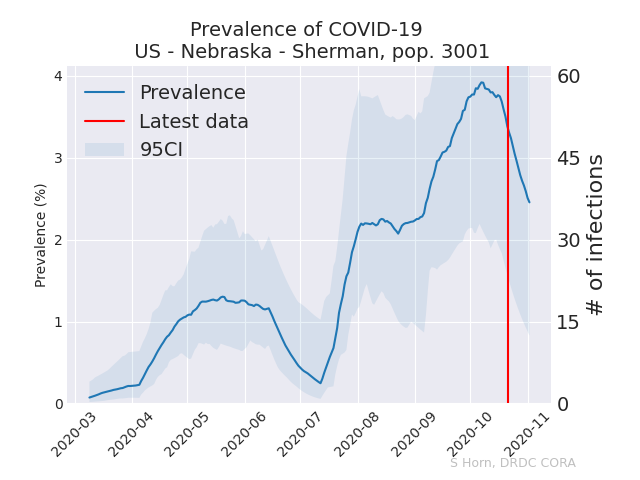 Prevalence of COVID-19
US - Nebraska - Sherman, pop. 3001
Prevalence
Latest data
95CI
Prevalence (%)
4
3
2
1
0
# of infections
60
45
30
15
0
2020-03
2020-04
2020-05
2020-06
2020-07
2020-08
2020-09
2020-10
2020-11
S Horn, DRDC CORA